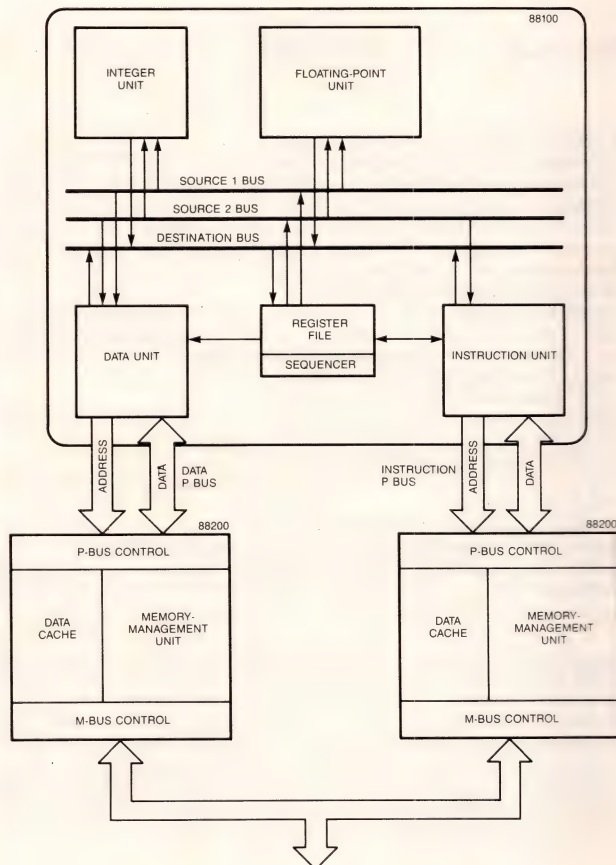 88100
INTEGER
UNIT
FLOATING-POINT
UNIT
SOURCE 1 BUS
SOURCE 2 BUS
DESTINATION BUS
DATA UNIT
REGISTER
FILE
SEQUENCER
INSTRUCTION UNIT
ADDRESS
DATA
DATA
P BUS
INSTRUCTION
P BUS
ADDRESS
DATA
88200
P-BUS CONTROL
DATA
CACHE
MEMORY-
MANAGEMENT
UNIT
M-BUS CONTROL
88200
P-BUS CONTROL
DATA
CACHE
MEMORY-
MANAGEMENT
UNIT
M-BUS CONTROL